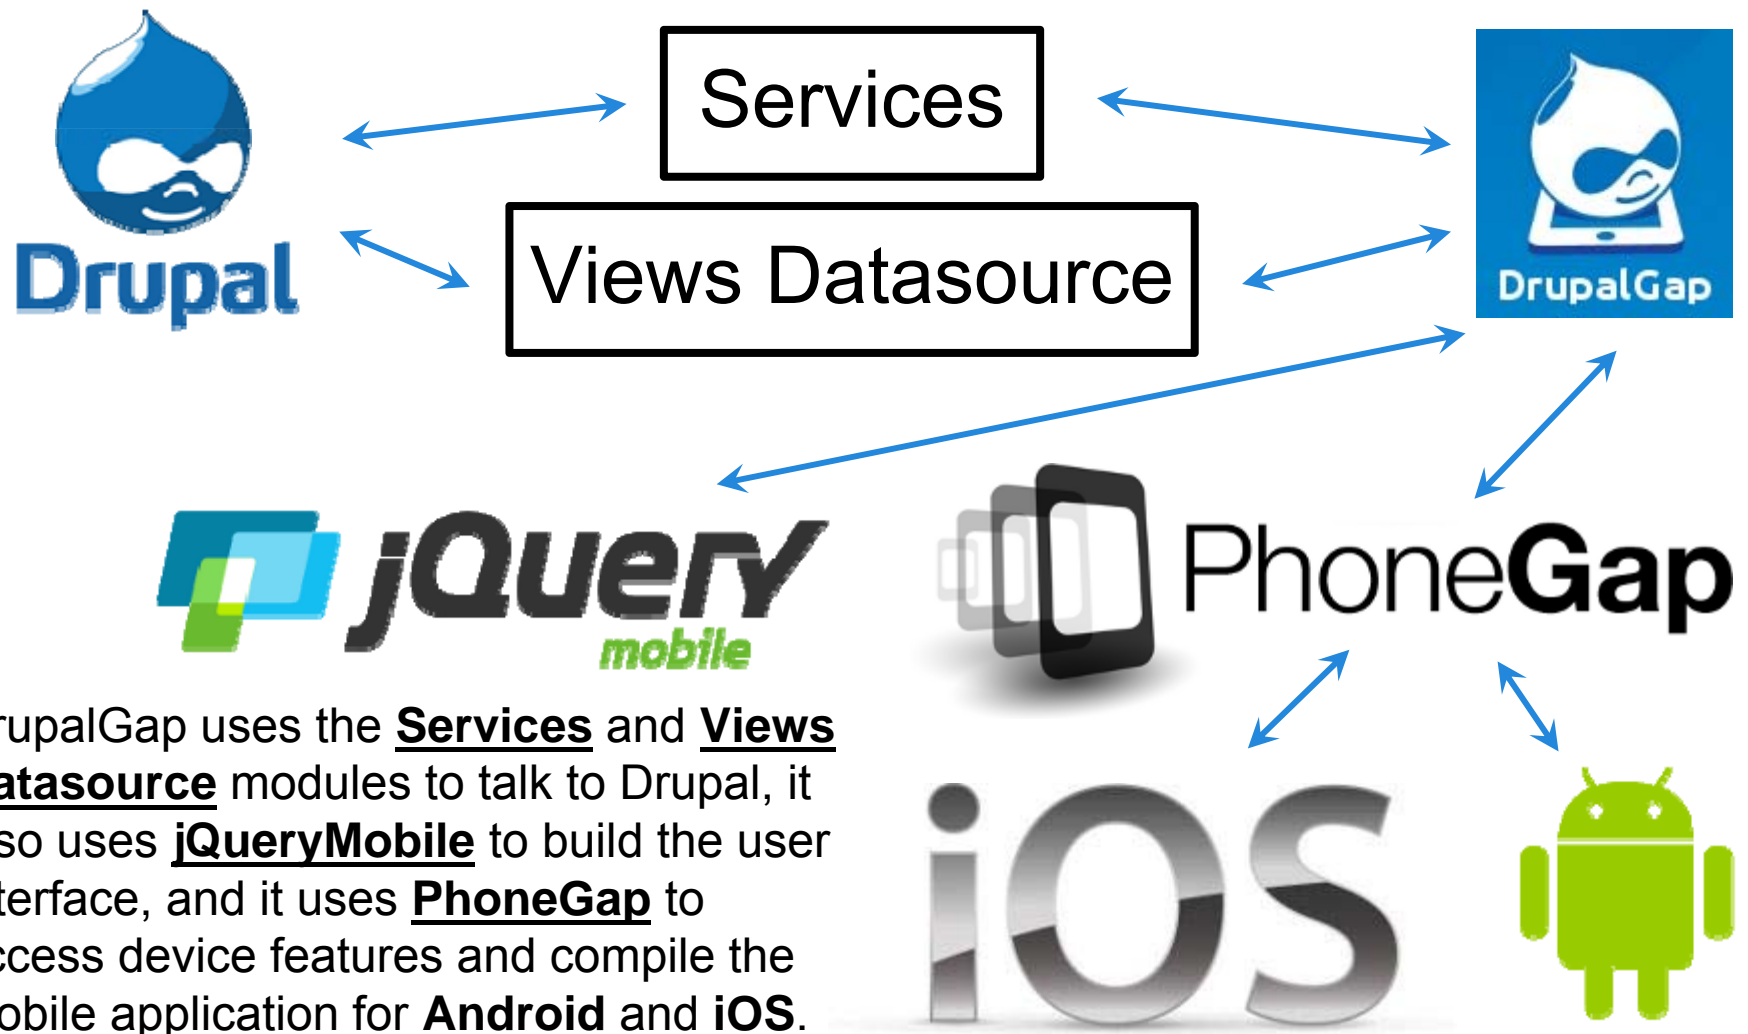 Services
Drupal
Views Datasource
DrupalGap
jQuery
mobile
PhoneGap
rupalGap uses the Services and Views
atasource modules to talk to Drupal, it
so uses jQueryMobile to build the user
terface, and it uses PhoneGap to
ccess device features and compile the
obile application for Android and iOS.
iOS